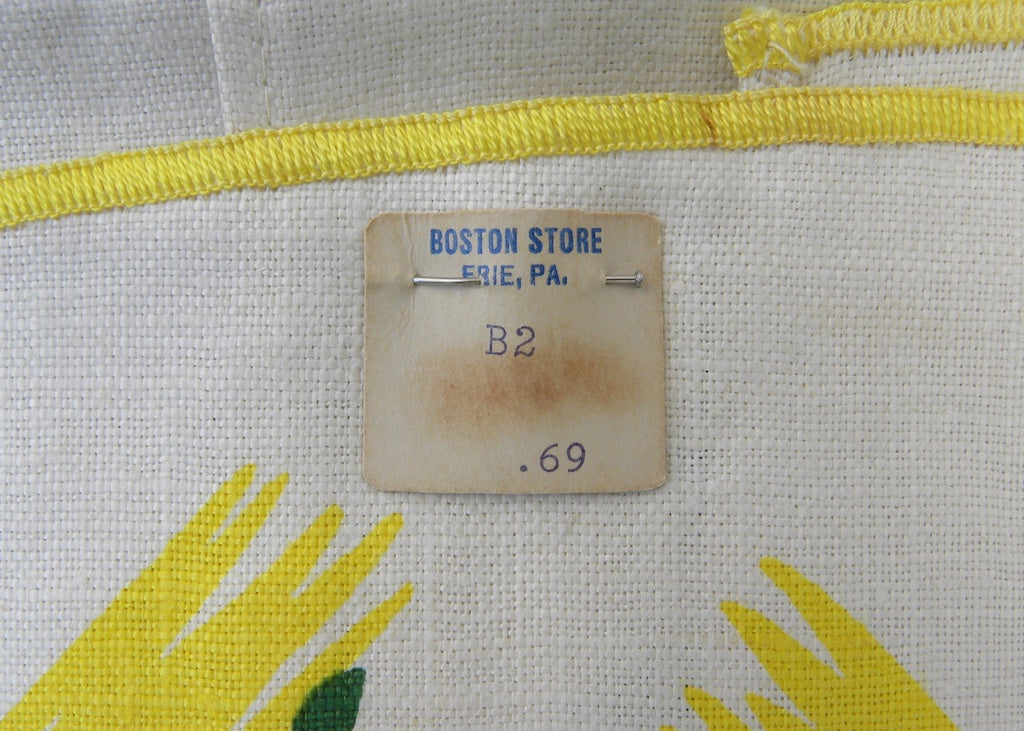 BOSTON STORE
ERIE, PA.
B2
.69